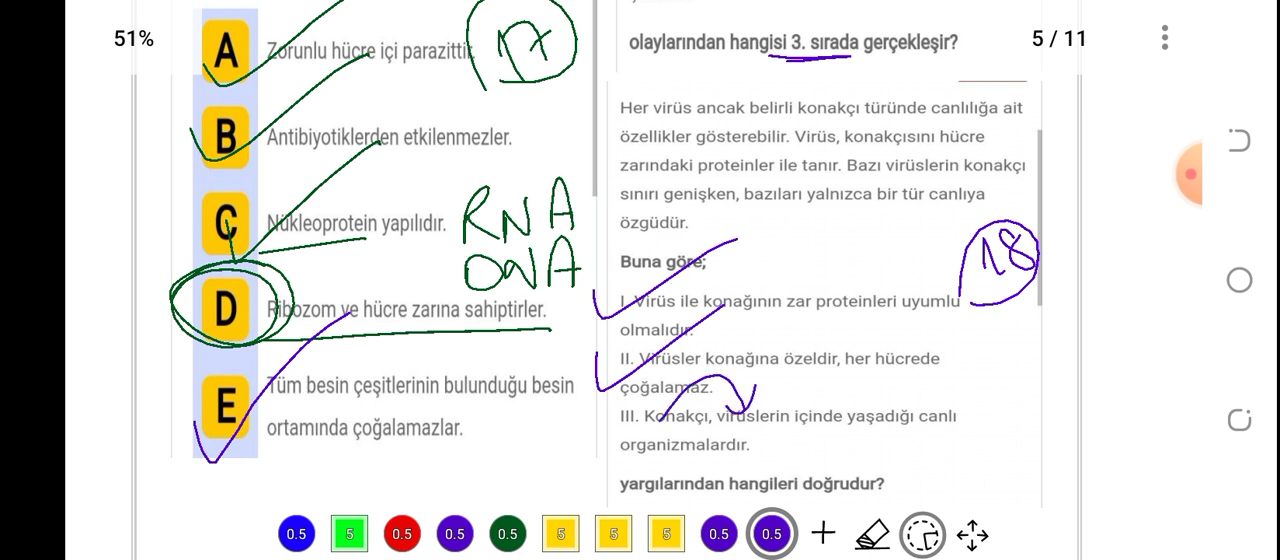 51%
5 / 11
A
Zorunlu hücre içi parazittir.
17
B
Antibiyotiklerden etkilenmezler.
C
Nükleoprotein yapılıdır.
RNA
DNA
D
Ribozom ve hücre zarına sahiptirler.
E
Tüm besin çeşitlerinin bulunduğu besin
ortamında çoğalamazlar.
olaylarından hangisi 3. sırada gerçekleşir?
Her virüs ancak belirli konakçı türünde canlılığa ait
özellikler gösterebilir. Virüs, konakçısını hücre
zarındaki proteinler ile tanır. Bazı virüslerin konakçı
sınırı genişken, bazıları yalnızca bir tür canlıya
özgüdür.
18
Buna göre;
I. Virüs ile konağının zar proteinleri uyumlu
olmalıdır.
II. Virüsler konağına özeldir, her hücrede
çoğalamaz.
III. Konakçı, virüslerin içinde yaşadığı canlı
organizmalardır.
yargılarından hangileri doğrudur?
0.5 5 0.5 0.5 0.5 5 5 5 0.5 0.5